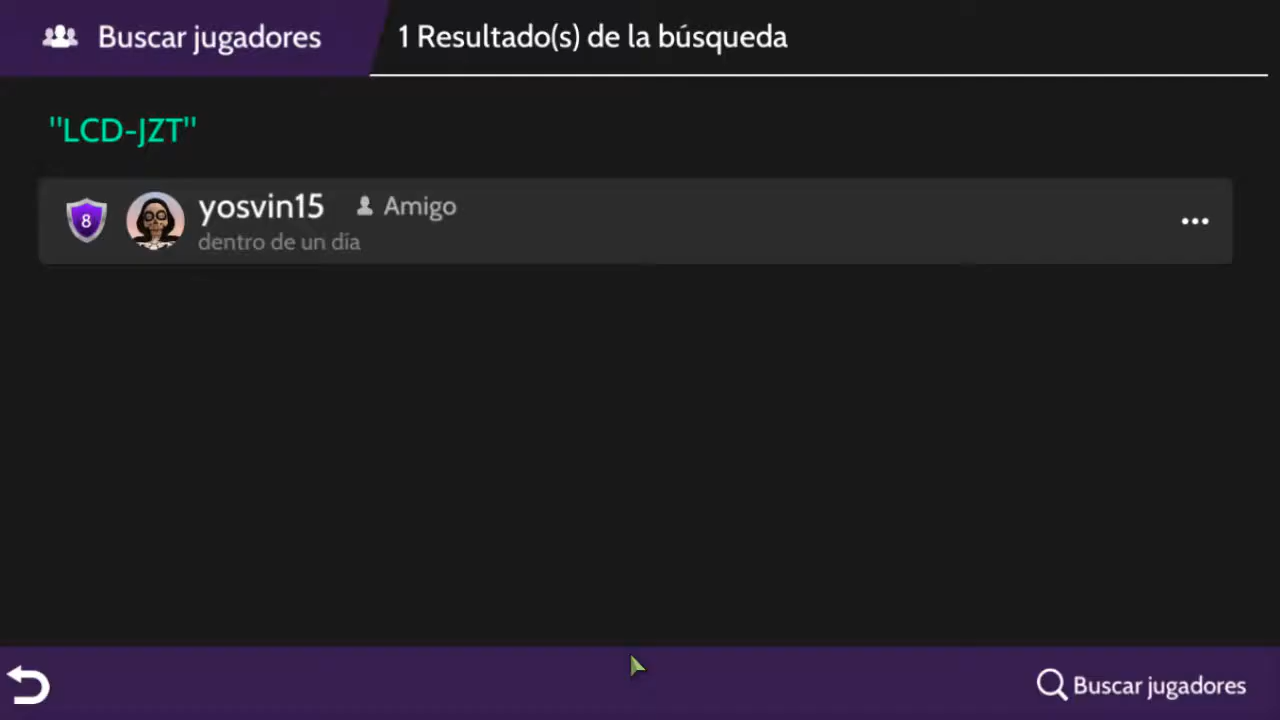 Buscar jugadores
1 Resultado(s) de la búsqueda
"LCD-JZT"
8
yosvin15
Amigo
dentro de un día
Buscar jugadores